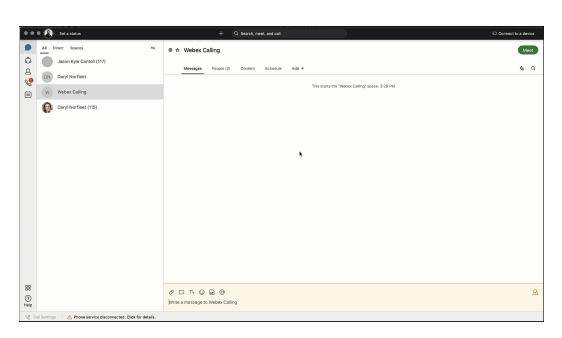 Set a status
Search, meet, and call
Connect to a device
All Direct Spaces
Webex Calling
Meet
Jason Kyle Cantell (117)
DN Daryl Norfleet
W Webex Calling
Daryl Norfleet (115)
Messages People (2) Content Schedule Add +
This starts the "Webex Calling" space. 3:29 PM
Write a message to Webex Calling
Help
Call Settings
Phone service disconnected. Click for details.